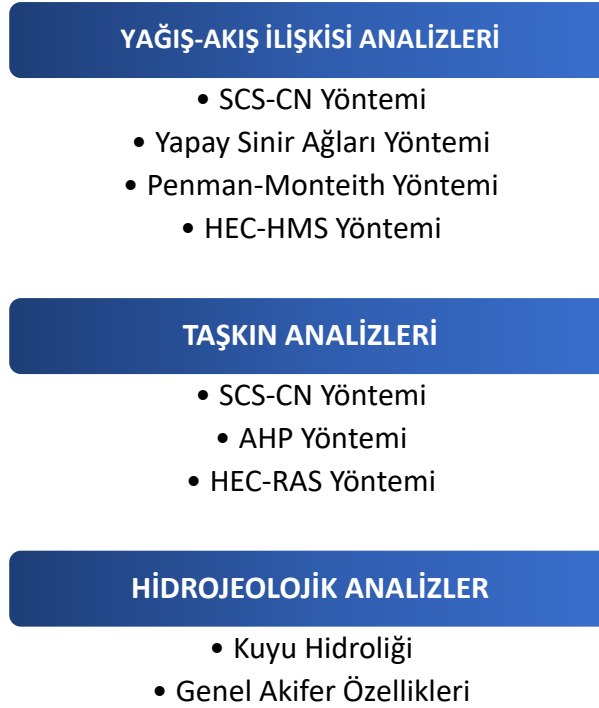 YAĞIŞ-AKIŞ İLİŞKİSİ ANALİZLERİ
• SCS-CN Yöntemi
• Yapay Sinir Ağları Yöntemi
• Penman-Monteith Yöntemi
• HEC-HMS Yöntemi
TAŞKIN ANALİZLERİ
• SCS-CN Yöntemi
• AHP Yöntemi
• HEC-RAS Yöntemi
HİDROJEOLOJİK ANALİZLER
• Kuyu Hidroliği
• Genel Akifer Özellikleri